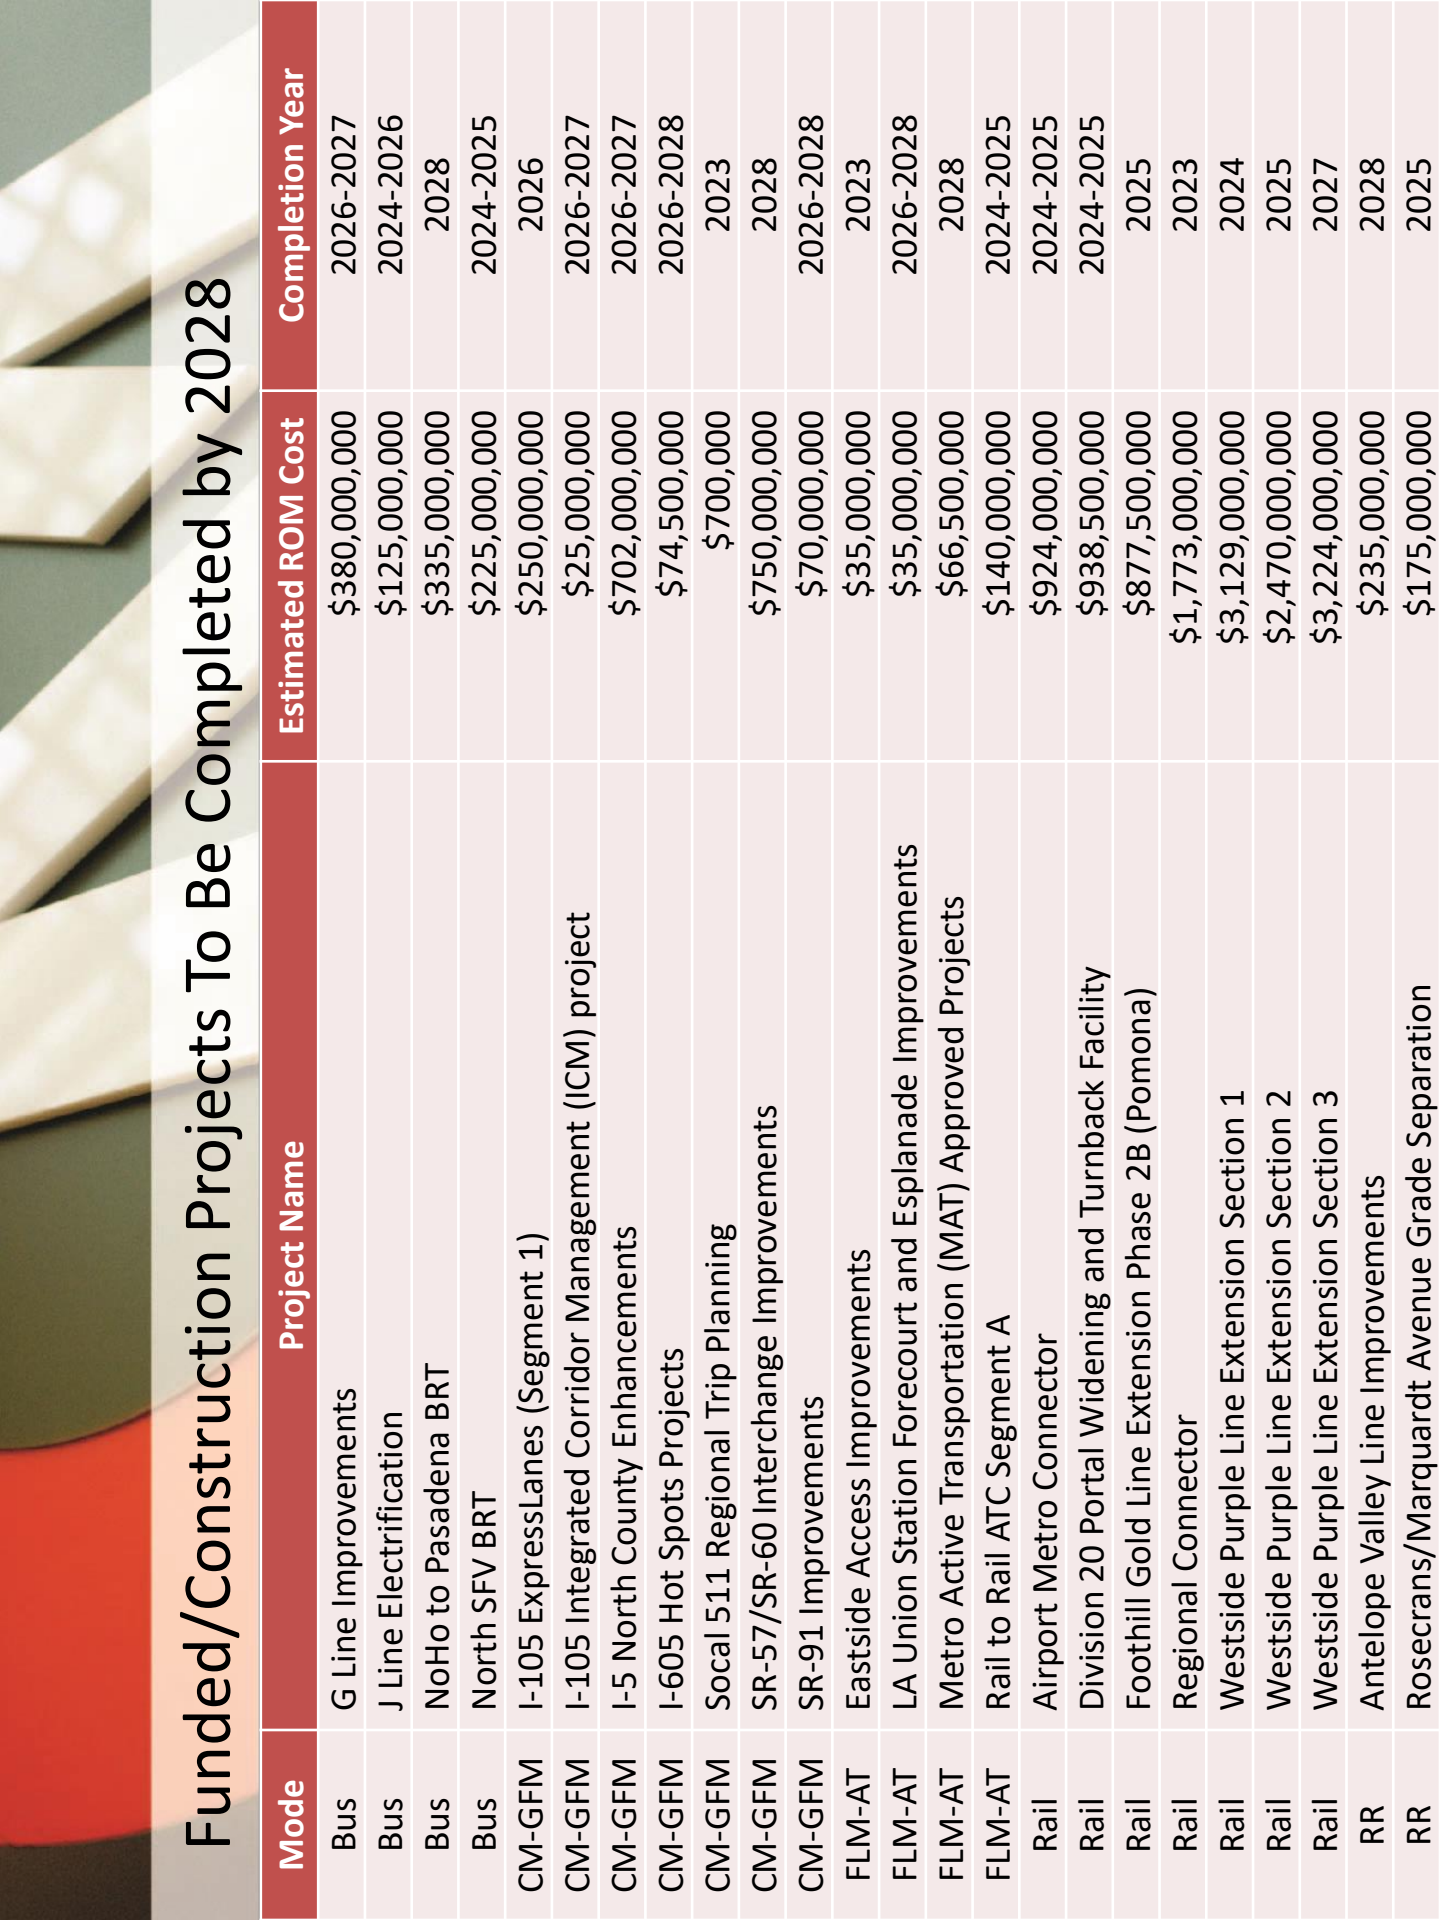 Funded/Construction Projects To Be Completed by 2028
Mode Project Name Estimated ROM Cost Completion Year
Bus G Line Improvements $380,000,000 2026-2027
Bus J Line Electrification $125,000,000 2024-2026
Bus NoHo to Pasadena BRT $335,000,000 2028
Bus North SFV BRT $225,000,000 2024-2025
CM-GFM I-105 ExpressLanes (Segment 1) $250,000,000 2026
CM-GFM I-105 Integrated Corridor Management (ICM) project $25,000,000 2026-2027
CM-GFM I-5 North County Enhancements $702,000,000 2026-2027
CM-GFM I-605 Hot Spots Projects $74,500,000 2026-2028
CM-GFM Socal 511 Regional Trip Planning $700,000 2023
CM-GFM SR-57/SR-60 Interchange Improvements $750,000,000 2028
CM-GFM SR-91 Improvements $70,000,000 2026-2028
FLM-AT Eastside Access Improvements $35,000,000 2023
FLM-AT LA Union Station Forecourt and Esplanade Improvements $35,000,000 2026-2028
FLM-AT Metro Active Transportation (MAT) Approved Projects $66,500,000 2028
FLM-AT Rail to Rail ATC Segment A $140,000,000 2024-2025
Rail Airport Metro Connector $924,000,000 2024-2025
Rail Division 20 Portal Widening and Turnback Facility $938,500,000 2024-2025
Rail Foothill Gold Line Extension Phase 2B (Pomona) $877,500,000 2025
Rail Regional Connector $1,773,000,000 2023
Rail Westside Purple Line Extension Section 1 $3,129,000,000 2024
Rail Westside Purple Line Extension Section 2 $2,470,000,000 2025
Rail Westside Purple Line Extension Section 3 $3,224,000,000 2027
RR Antelope Valley Line Improvements $235,000,000 2028
RR Rosecrans/Marquardt Avenue Grade Separation $175,000,000 2025